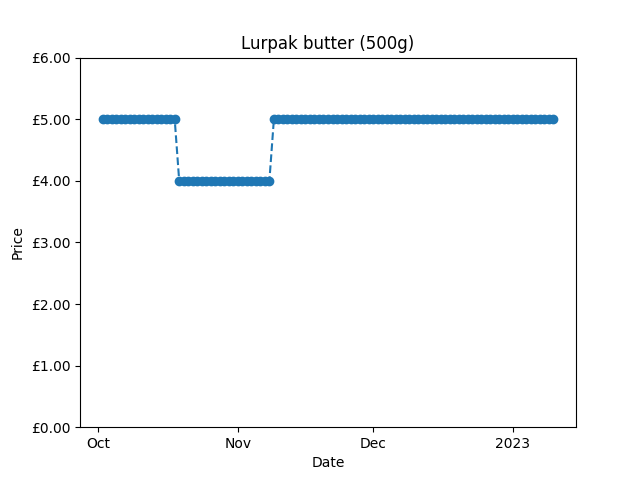 Lurpak butter (500g)
£6.00
£5.00
£4.00
£3.00
£2.00
£1.00
£0.00
Price
Oct
Nov
Dec
2023
Date